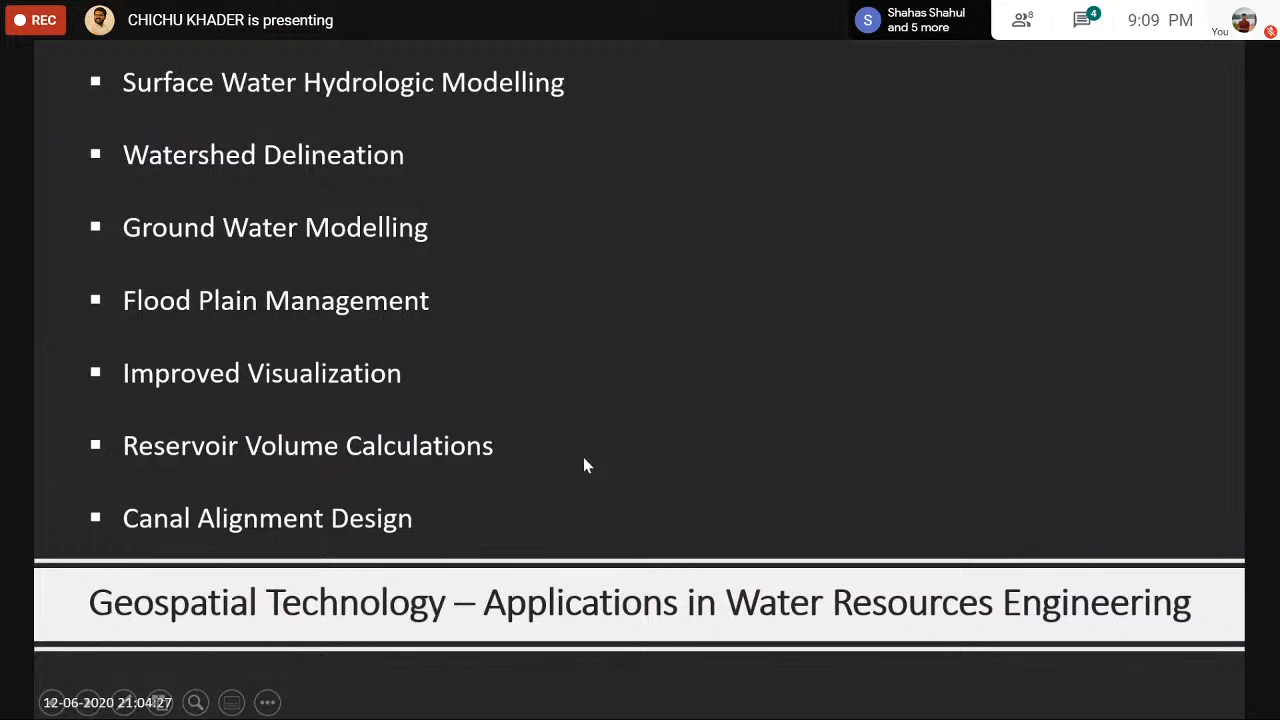 REC
CHICHU KHADER is presenting
S
Shahas Shahul
and 5 more
8
4
9:09 PM
You
▪ Surface Water Hydrologic Modelling
▪ Watershed Delineation
▪ Ground Water Modelling
▪ Flood Plain Management
▪ Improved Visualization
▪ Reservoir Volume Calculations
▪ Canal Alignment Design
Geospatial Technology – Applications in Water Resources Engineering
12-06-2020 21:04:27